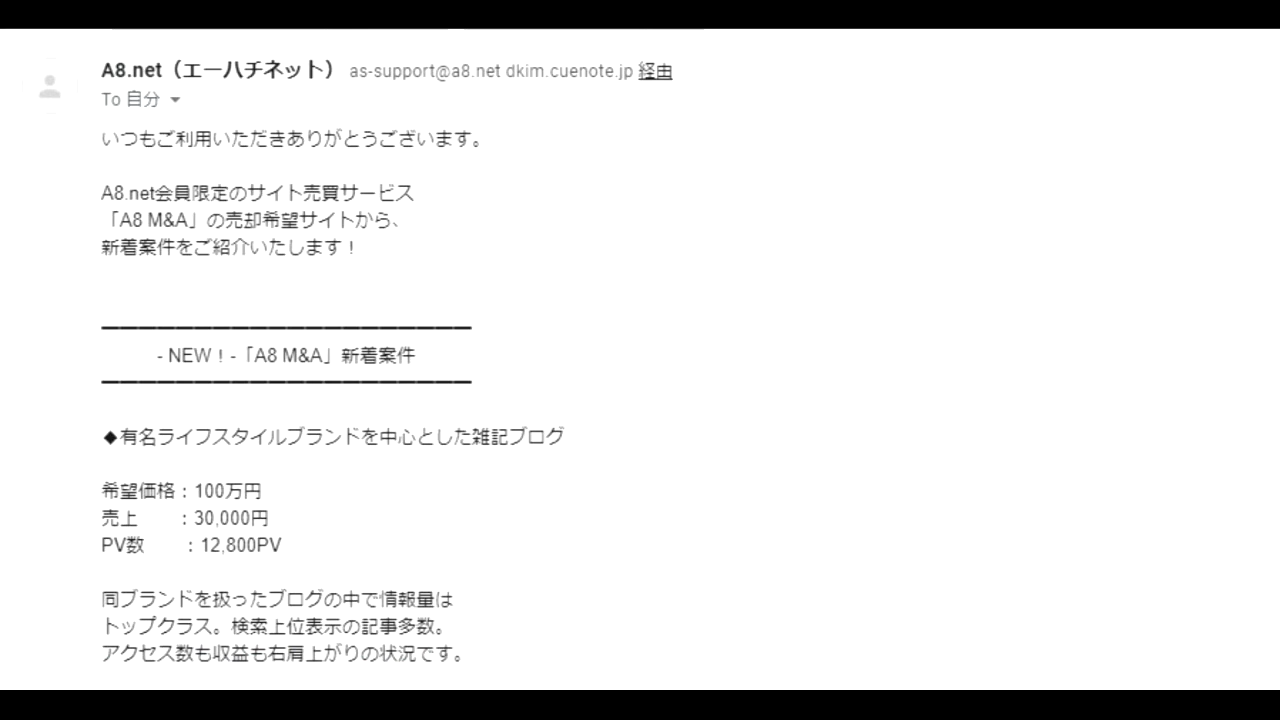 A8.net（エーハチネット） as-support@a8.net dkim.cuenote.jp 経由
To 自分
いつもご利用いただきありがとうございます。
A8.net会員限定のサイト売買サービス
「A8 M&A」の売却希望サイトから、
新着案件をご紹介いたします！
- NEW！-「A8 M&A」新着案件
◆有名ライフスタイルブランドを中心とした雑記ブログ
希望価格：100万円
売上　　：30,000円
PV数　　：12,800PV
同ブランドを扱ったブログの中で情報量は
トップクラス。検索上位表示の記事多数。
アクセス数も収益も右肩上がりの状況です。